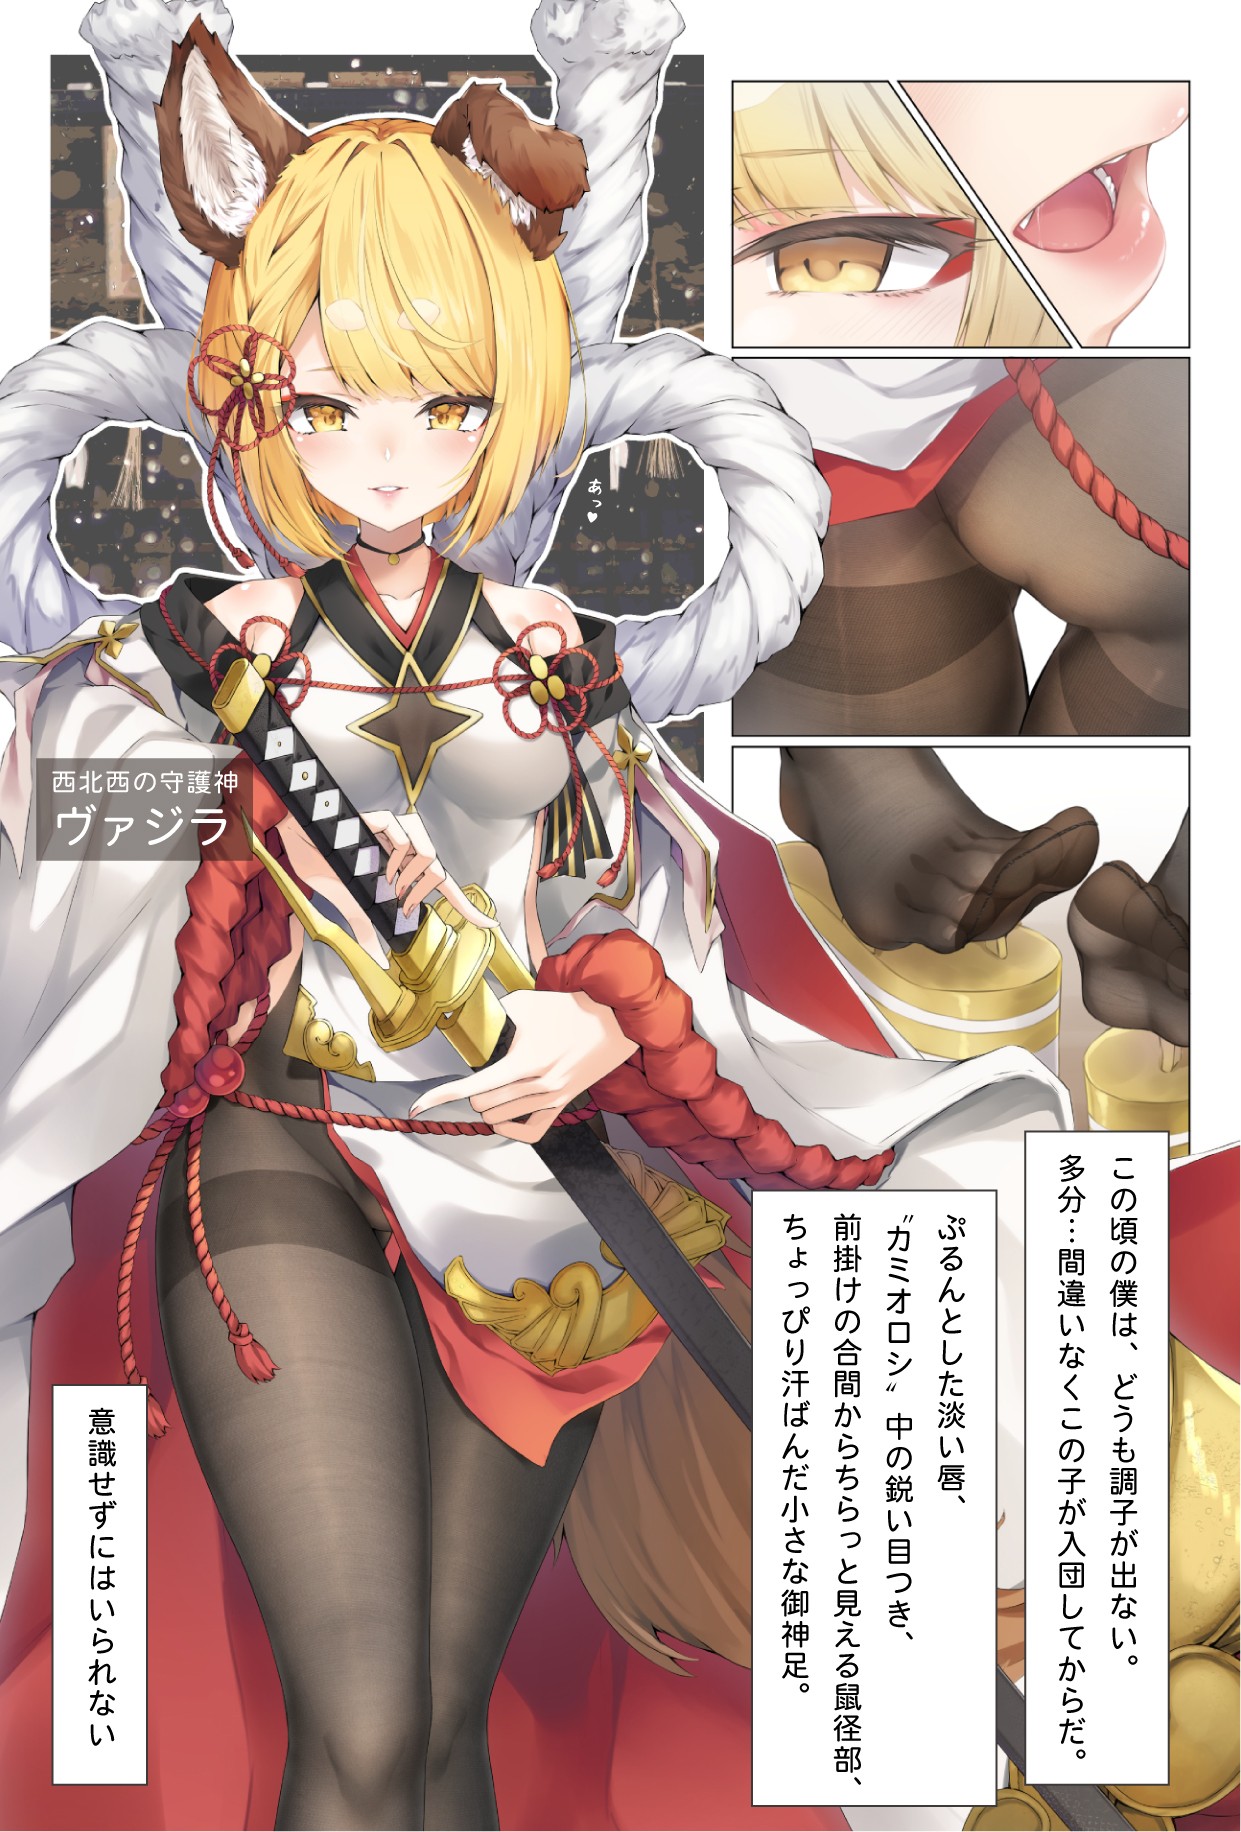 この頃の僕は、どうも調子が出ない。
多分…間違いなくこの子が入団してからだ。
ぷるんとした淡い唇、
〝カミオロシ〟中の鋭い目つき、
前掛けの合間からちらっと見える鼠径部、
ちょっぴり汗ばんだ小さな御神足。
あっ♥
西北西の守護神
ヴァジラ
意識せずにはいられない